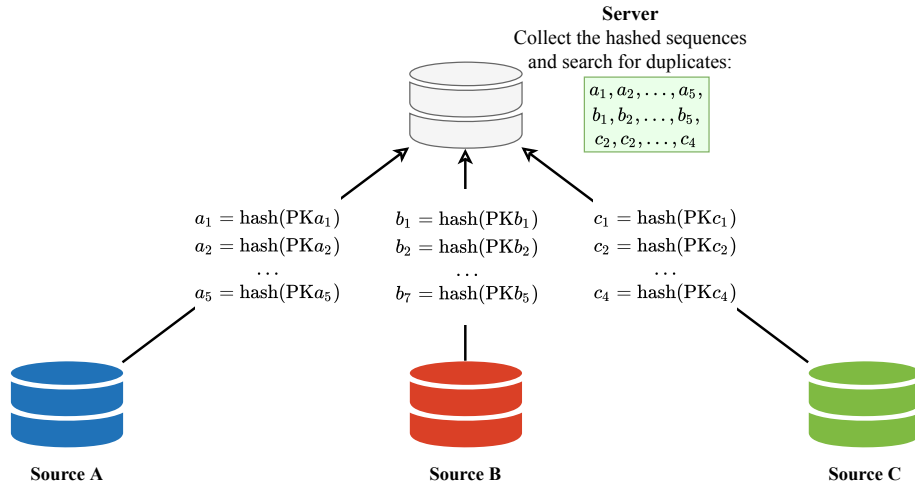 Server
Collect the hashed sequences
and search for duplicates:
a₁, a₂, . . . , a₅,
b₁, b₂, . . . , b₅,
c₂, c₂, . . . , c₄
a₁ = hash(PKa₁)
a₂ = hash(PKa₂)
. . .
a₅ = hash(PKa₅)
b₁ = hash(PKb₁)
b₂ = hash(PKb₂)
. . .
b₇ = hash(PKb₅)
c₁ = hash(PKc₁)
c₂ = hash(PKc₂)
. . .
c₄ = hash(PKc₄)
Source A
Source B
Source C